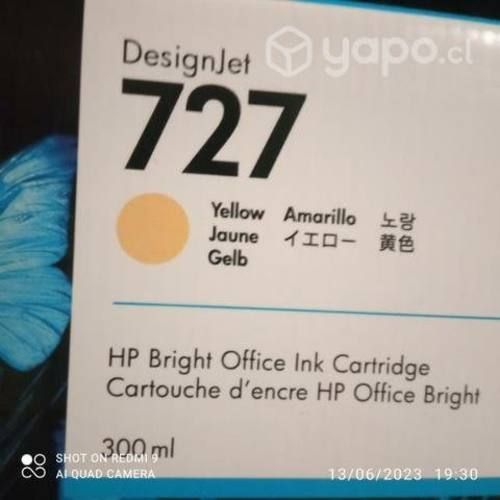 DesignJet
yapo.cl
727
Yellow Amarillo 노랑
Jaune イエロー 黄色
Gelb
HP Bright Office Ink Cartridge
Cartouche d'encre HP Office Bright
300 ml
SHOT ON REDMI 9
AI QUAD CAMERA
13/06/2023 19:30